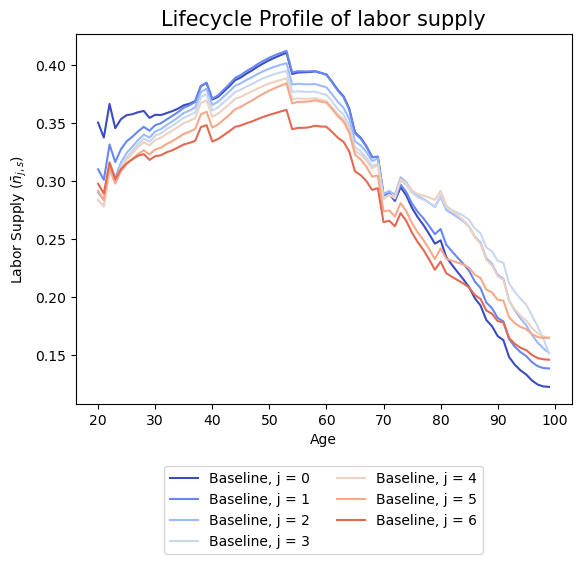 Lifecycle Profile of labor supply
Labor Supply (n̄ⱼ,ₛ)
0.40
0.35
0.30
0.25
0.20
0.15
20 30 40 50 60 70 80 90 100
Age
Baseline, j = 0
Baseline, j = 1
Baseline, j = 2
Baseline, j = 3
Baseline, j = 4
Baseline, j = 5
Baseline, j = 6